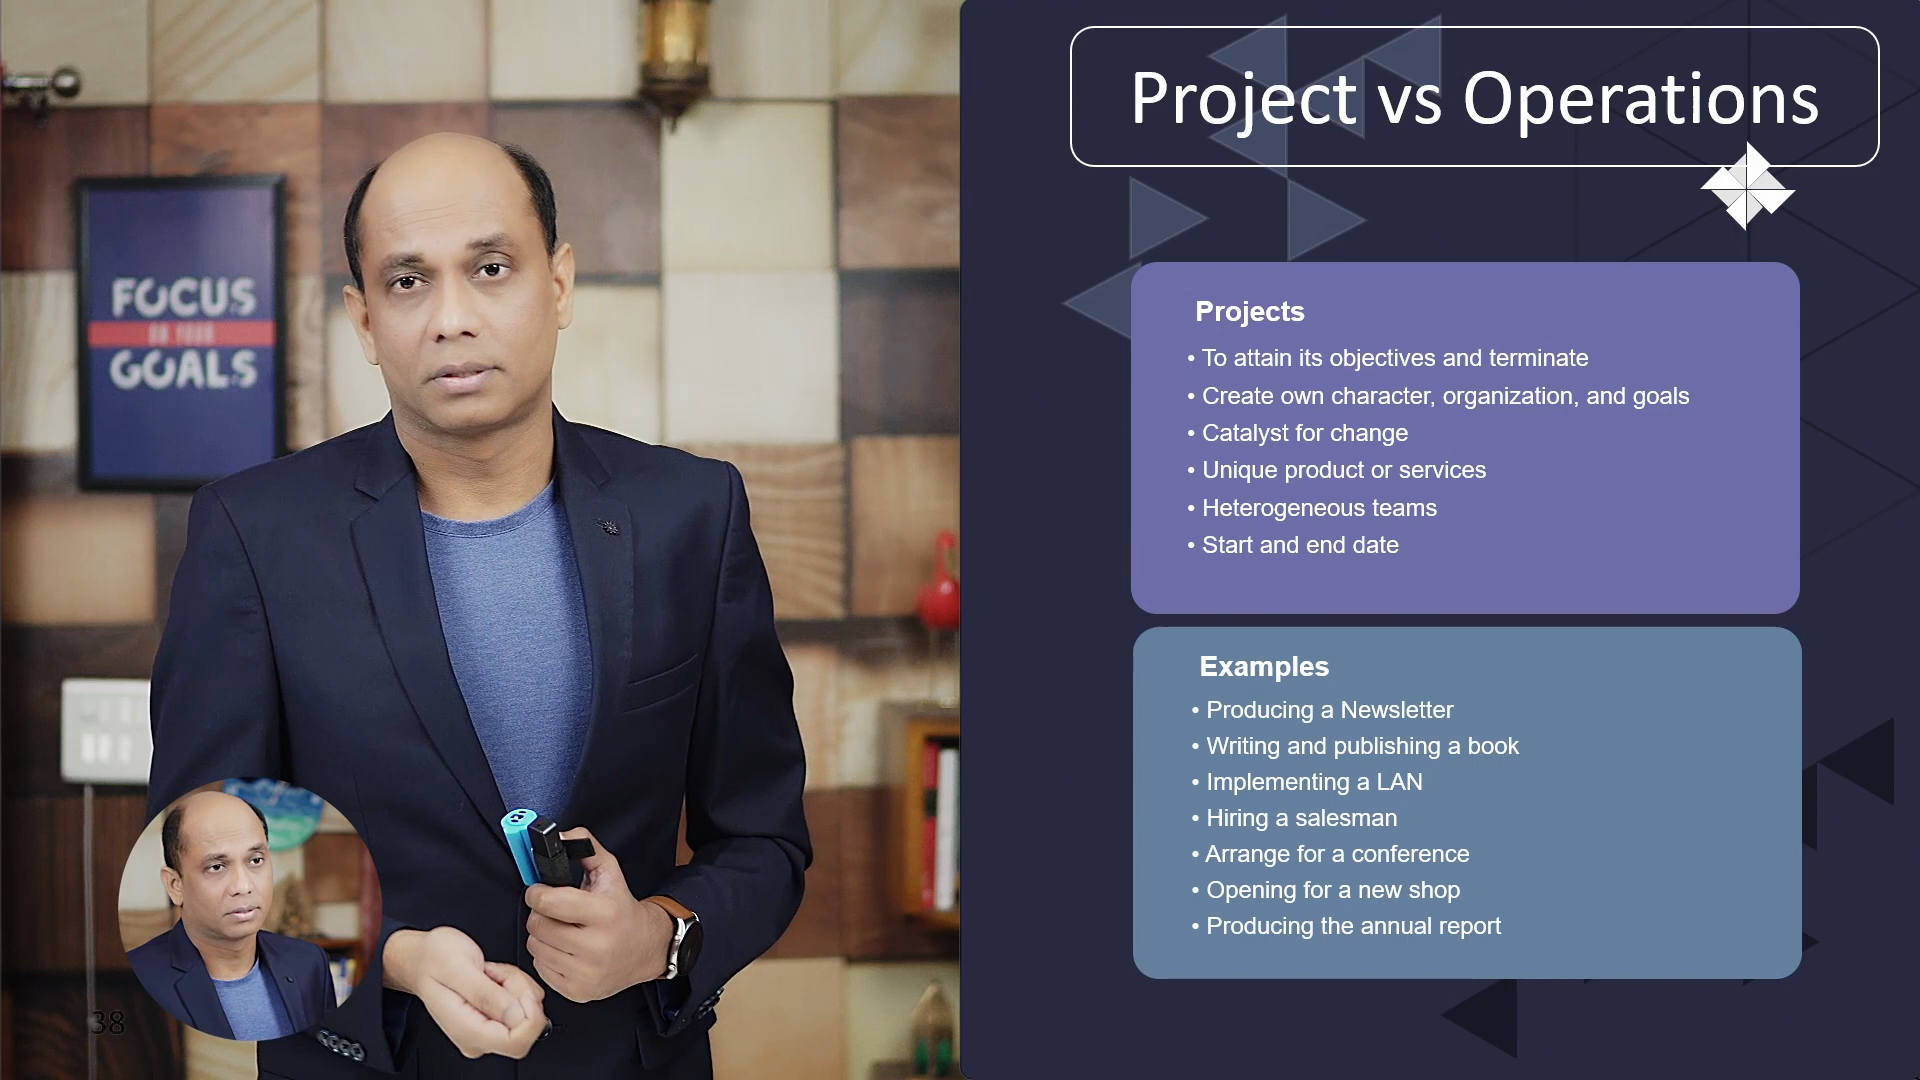 FOCUS
ON YOUR
GOALS
38
Project vs Operations
Projects
• To attain its objectives and terminate
• Create own character, organization, and goals
• Catalyst for change
• Unique product or services
• Heterogeneous teams
• Start and end date
Examples
• Producing a Newsletter
• Writing and publishing a book
• Implementing a LAN
• Hiring a salesman
• Arrange for a conference
• Opening for a new shop
• Producing the annual report